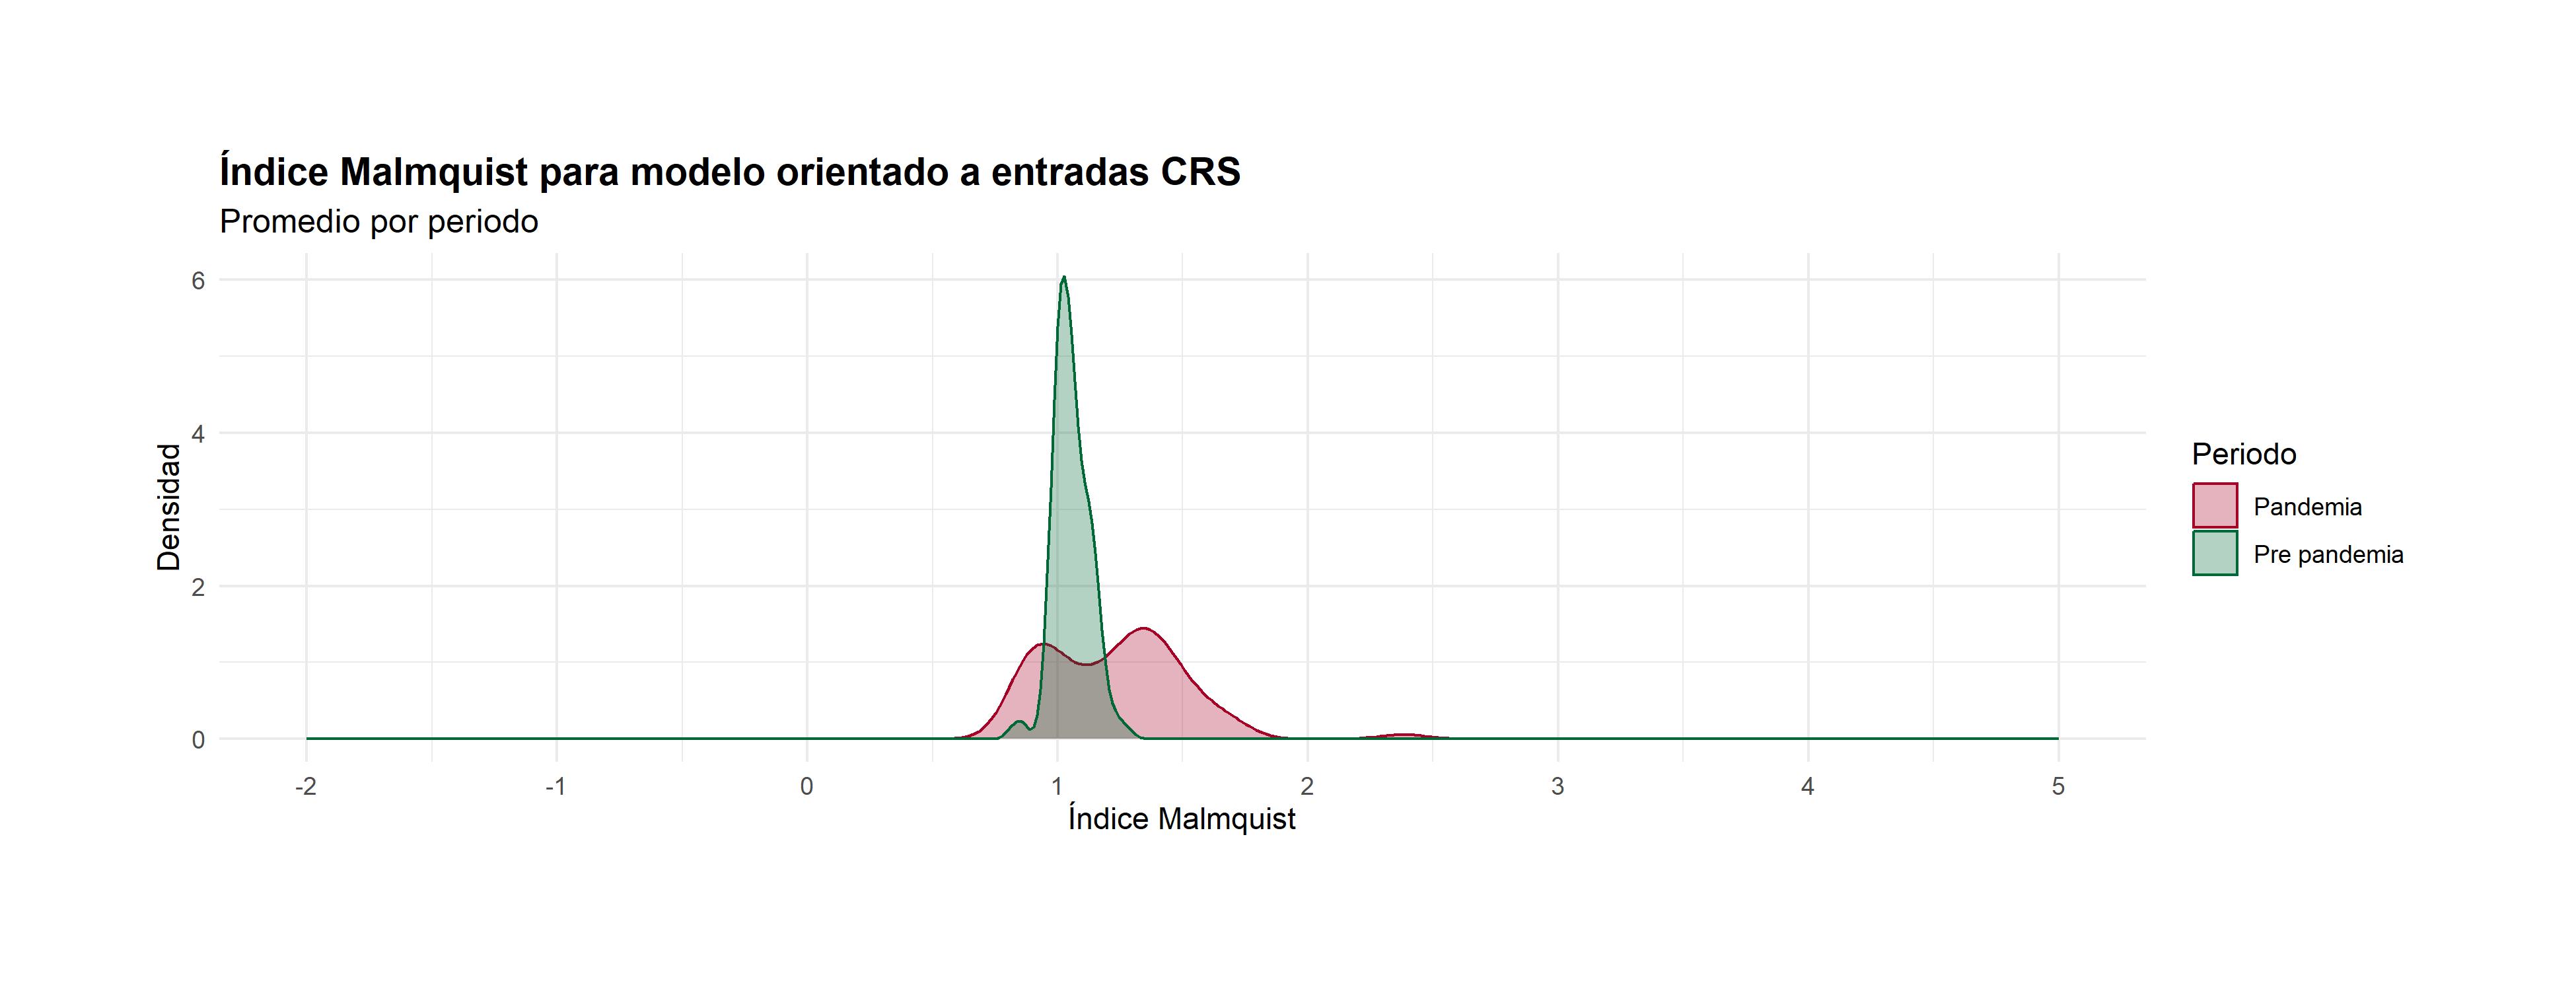 Índice Malmquist para modelo orientado a entradas CRS
Promedio por periodo
6
4
2
0
Densidad
-2 -1 0 1 2 3 4 5
Índice Malmquist
Periodo
Pandemia
Pre pandemia